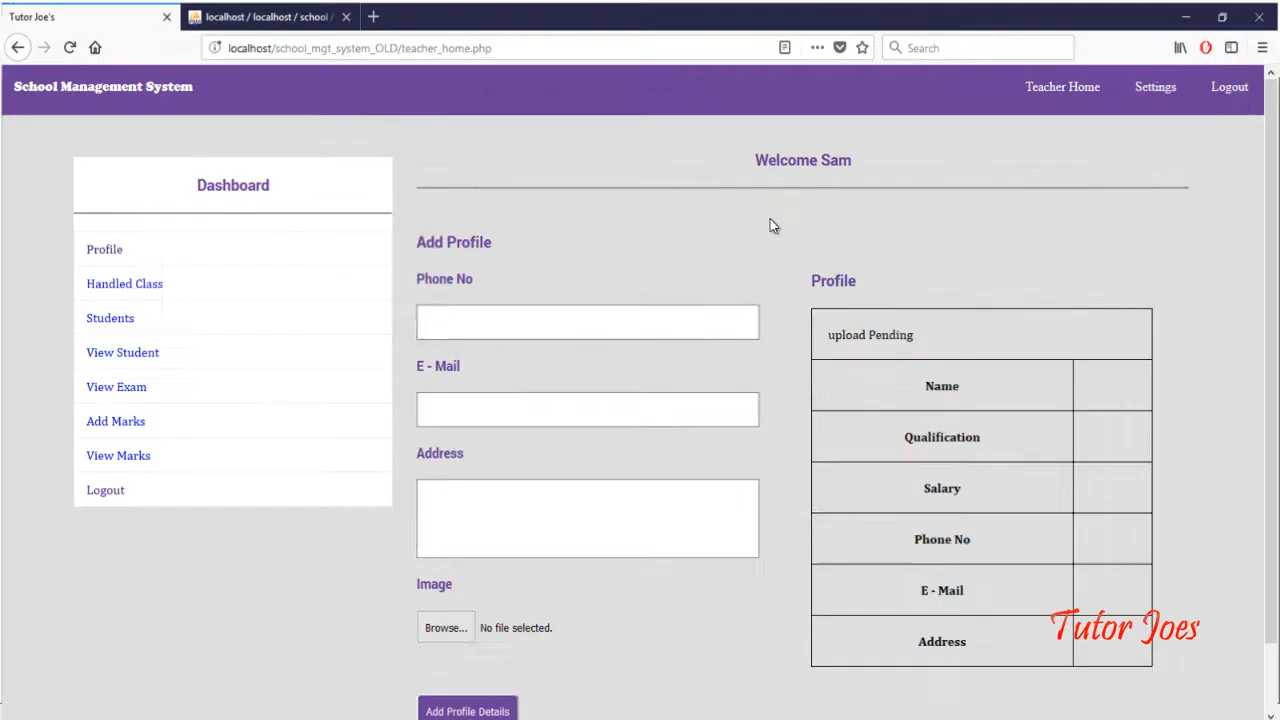 Tutor Joe's
localhost / localhost / school /
localhost/school_mgt_system_OLD/teacher_home.php
Search
School Management System
Teacher Home
Settings
Logout
Welcome Sam
Dashboard
Profile
Handled Class
Students
View Student
View Exam
Add Marks
View Marks
Logout
Add Profile
Phone No
E - Mail
Address
Image
Browse... No file selected.
Add Profile Details
Profile
upload Pending
Name
Qualification
Salary
Phone No
E - Mail
Address
Tutor Joes